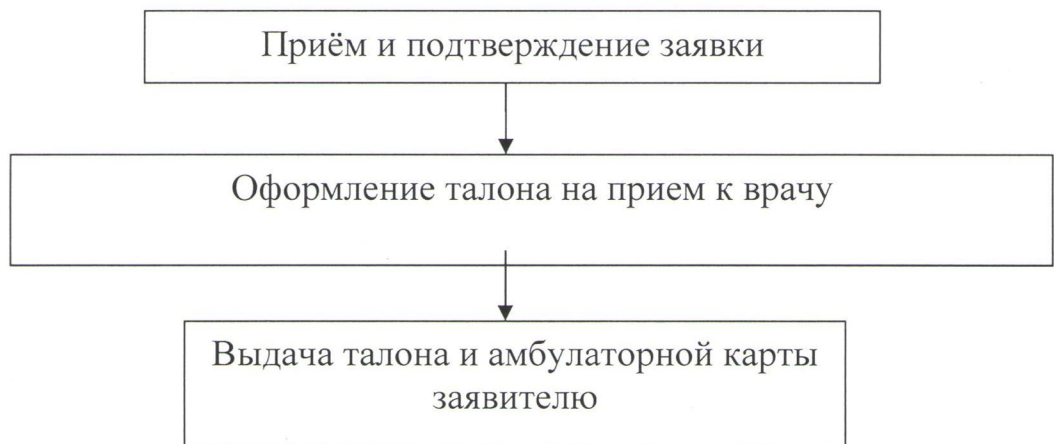 Приём и подтверждение заявки
Оформление талона на прием к врачу
Выдача талона и амбулаторной карты
заявителю